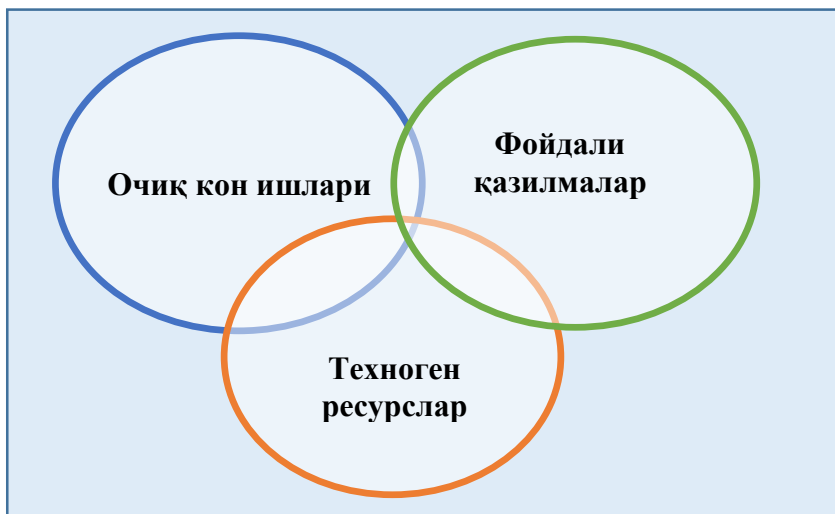 Очиқ кон ишлари
Фойдали
қазилмалар
Техноген
ресурслар